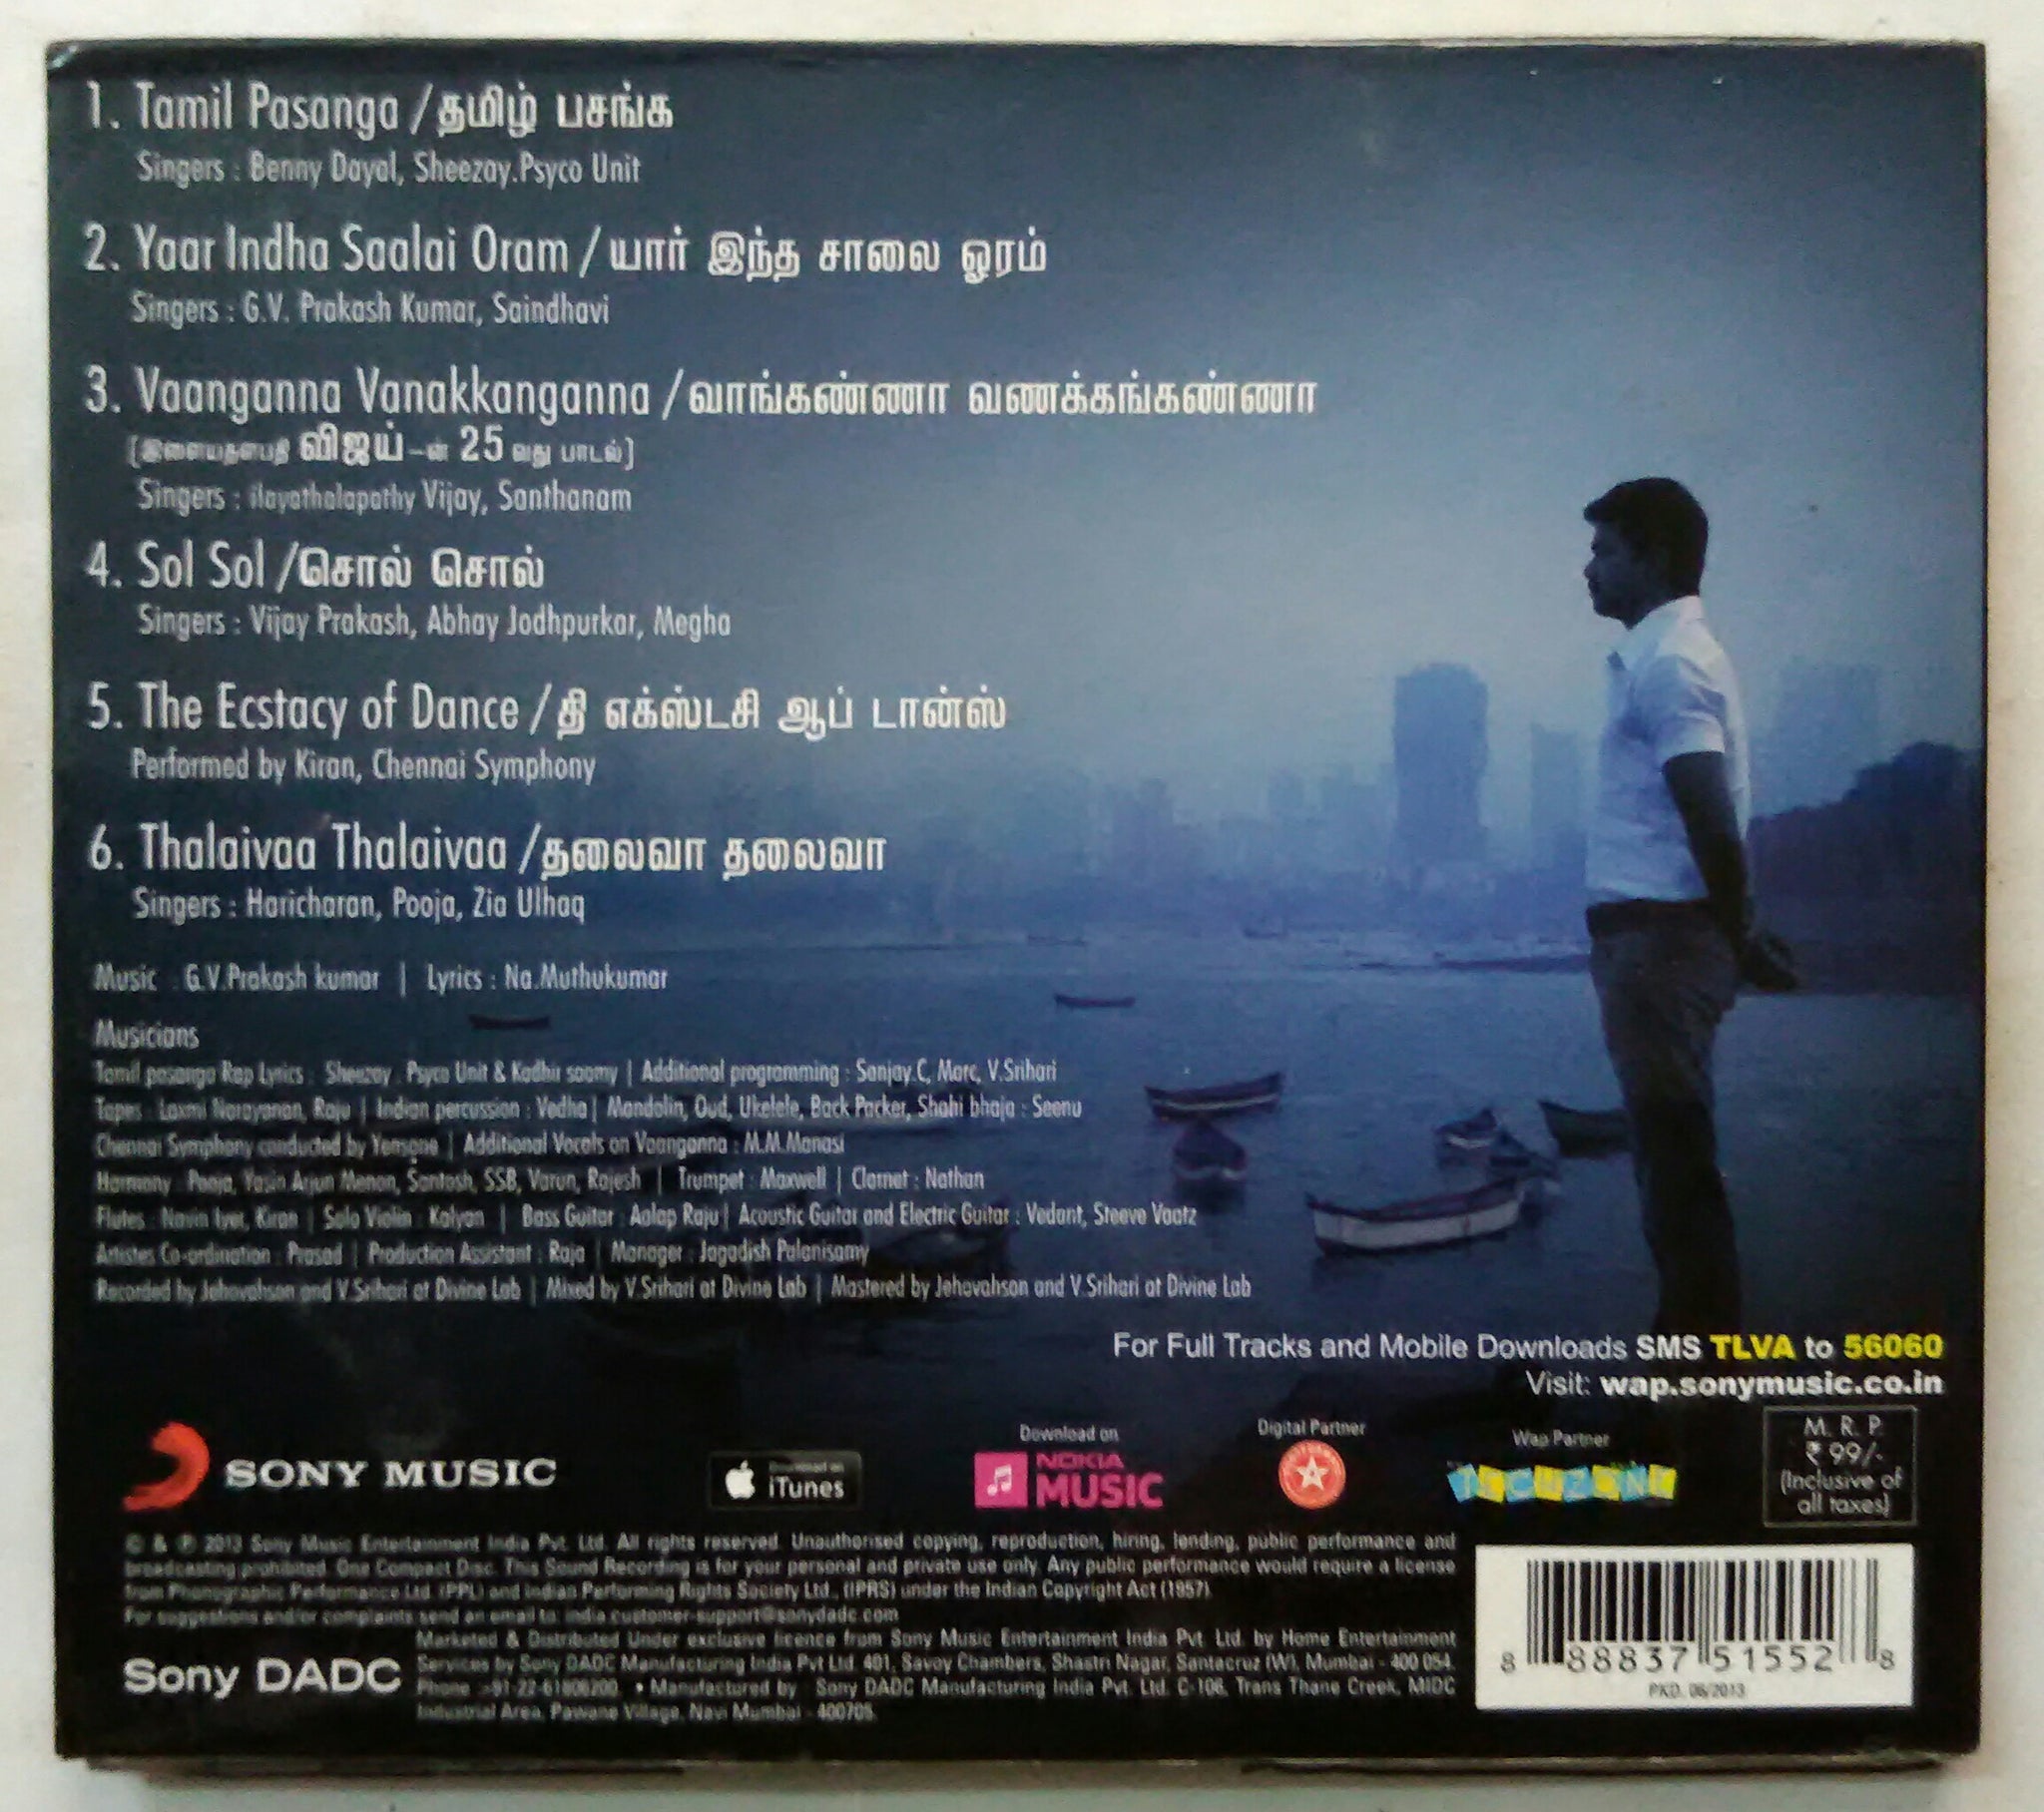 1. Tamil Pasanga / தமிழ் பசங்க
Singers : Benny Dayal, Sheezay.Psyco Unit
2. Yaar Indha Saalai Oram / யார் இந்த சாலை ஓரம்
Singers : G.V. Prakash Kumar, Saindhavi
3. Vaanganna Vanakkanganna / வாங்கண்ணா வணக்கங்கண்ணா
[இளையதளபதி விஜய்-ன் 25 வது பாடல்]
Singers : ilayathalapathy Vijay, Santhanam
4. Sol Sol / சொல் சொல்
Singers : Vijay Prakash, Abhay Jodhpurkar, Megha
5. The Ecstacy of Dance / தி எக்ஸ்டசி ஆப் டான்ஸ்
Performed by Kiran, Chennai Symphony
6. Thalaivaa Thalaivaa / தலைவா தலைவா
Singers : Haricharan, Pooja, Zia Ulhaq
Music : G.V.Prakash kumar | Lyrics : Na.Muthukumar
Musicians
Tamil pasanga Rap Lyrics : Sheezay . Psyco Unit & Kadhir saamy | Additional programming : Sanjay.C, Marc, V.Srihari
Tapes : Laxmi Narayanan, Raju | Indian percussion : Vedha | Mandolin, Oud, Ukelele, Back Packer, Shahi bhaja : Seenu
Chennai Symphony conducted by Yensone | Additional Vocals on Vaanganna : M.M.Manasi
Harmony : Pooja, Yasin Arjun Menon, Santosh, SSB, Varun, Rajesh | Trumpet : Maxwell | Clarnet : Nathan
Flutes : Navin Iyer, Kiran | Solo Violin : Kalyan | Bass Guitar : Aalap Raju | Acoustic Guitar and Electric Guitar : Vedant, Steeve Vaatz
Artistes Co-ordination : Prasad | Production Assistant : Raja | Manager : Jagadish Palanisamy
Recorded by Jehovahson and V.Srihari at Divine Lab | Mixed by V.Srihari at Divine Lab | Mastered by Jehovahson and V.Srihari at Divine Lab
For Full Tracks and Mobile Downloads SMS TLVA to 56060
Visit: wap.sonymusic.co.in
SONY MUSIC
Download on
iTunes
Download on
NOKIA
MUSIC
Digital Partner
Wap Partner
TECHZONE
M. R. P.
₹ 99/-
(Inclusive of
all taxes)
© & ℗ 2013 Sony Music Entertainment India Pvt. Ltd. All rights reserved. Unauthorised copying, reproduction, hiring, lending, public performance and
broadcasting prohibited. One Compact Disc. This Sound Recording is for your personal and private use only. Any public performance would require a license
from Phonographic Performance Ltd. (PPL) and Indian Performing Rights Society Ltd., (IPRS) under the Indian Copyright Act (1957).
For suggestions and/or complaints send an email to: india.customer-support@sonydadc.com
Sony DADC
Marketed & Distributed Under exclusive licence from Sony Music Entertainment India Pvt. Ltd. by Home Entertainment
Services by Sony DADC Manufacturing India Pvt Ltd. 401, Savoy Chambers, Shastri Nagar, Santacruz (W), Mumbai - 400 054.
Phone :+91-22-61606200. • Manufactured by : Sony DADC Manufacturing India Pvt. Ltd. C-106, Trans Thane Creek, MIDC
Industrial Area, Pawane Village, Navi Mumbai - 400705.
8 88837 51552 8
PKD. 06/2013